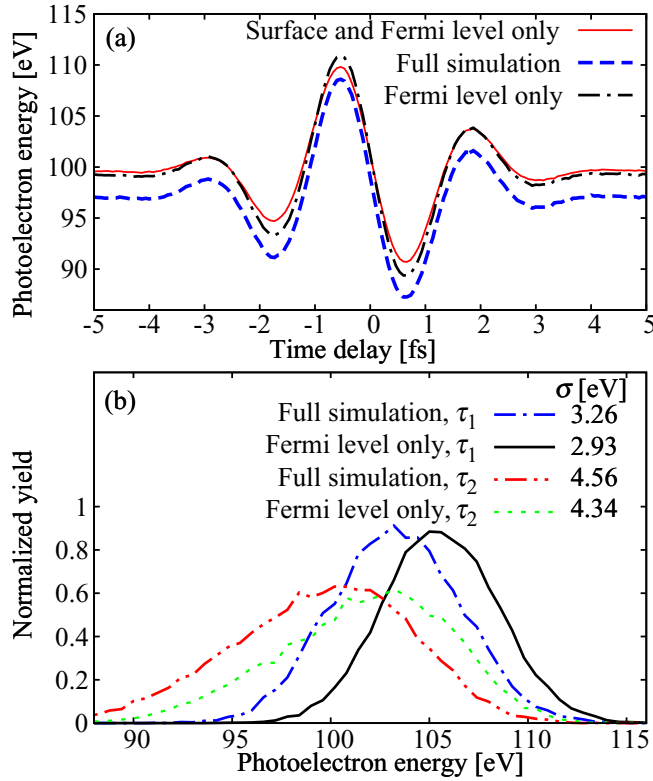 (a)
Surface and Fermi level only
Full simulation
Fermi level only
Photoelectron energy [eV]
115
110
105
100
95
90
-5 -4 -3 -2 -1 0 1 2 3 4 5
Time delay [fs]
(b)
σ [eV]
Full simulation, τ1 3.26
Fermi level only, τ1 2.93
Full simulation, τ2 4.56
Fermi level only, τ2 4.34
Normalized yield
1
0.8
0.6
0.4
0.2
0
90 95 100 105 110 115
Photoelectron energy [eV]